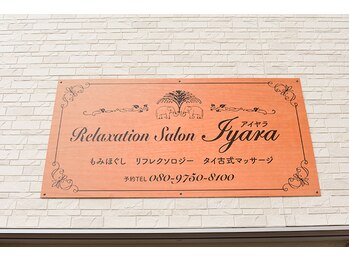 アイヤラ
Relaxation Salon Iyara
もみほぐし リフレクソロジー タイ古式マッサージ
予約TEL 080-9750-8100